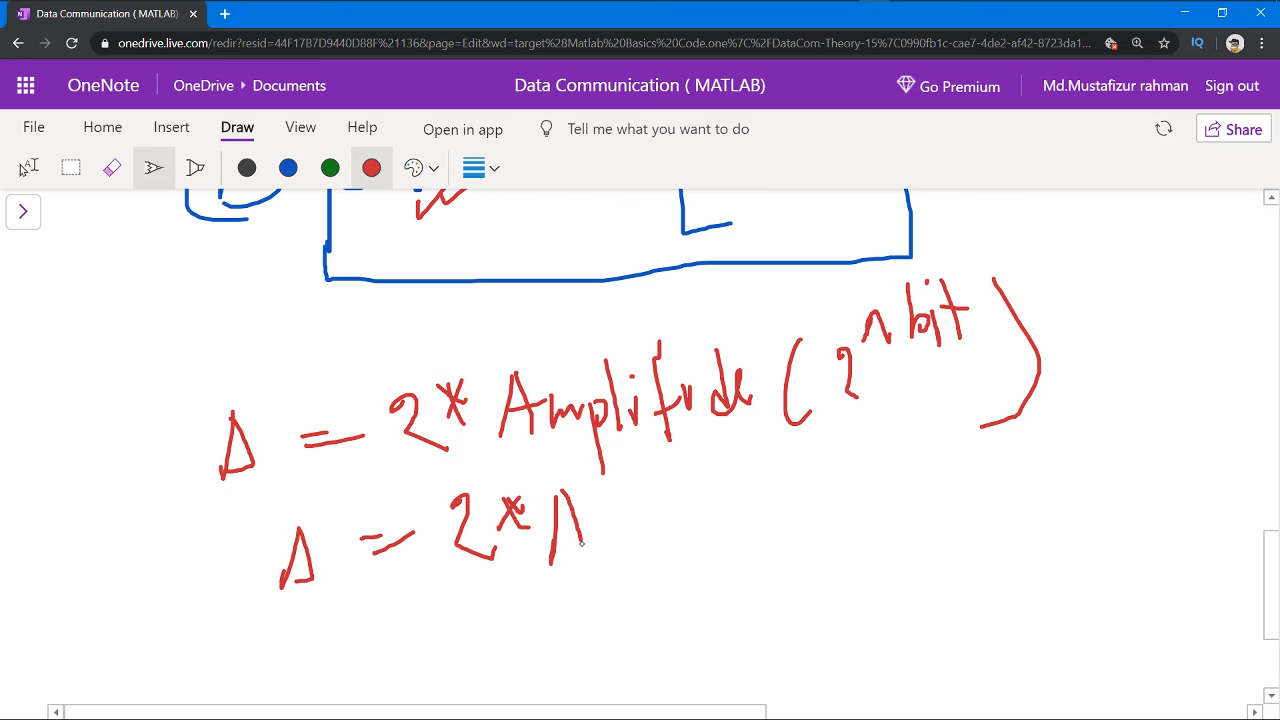 Data Communication ( MATLAB)
onedrive.live.com/redir?resid=44F17B7D9440D88F%21136&page=Edit&wd=target%28Matlab%20Basics%20Code.one%7C%2FDataCom-Theory-15%7C0990fb1c-cae7-4de2-af42-8723da1...
IQ
OneNote OneDrive Documents Data Communication ( MATLAB) Go Premium Md.Mustafizur rahman Sign out
File Home Insert Draw View Help Open in app Tell me what you want to do Share
Δ = 2* Amplitude ( 2^n bit )
Δ = 2*